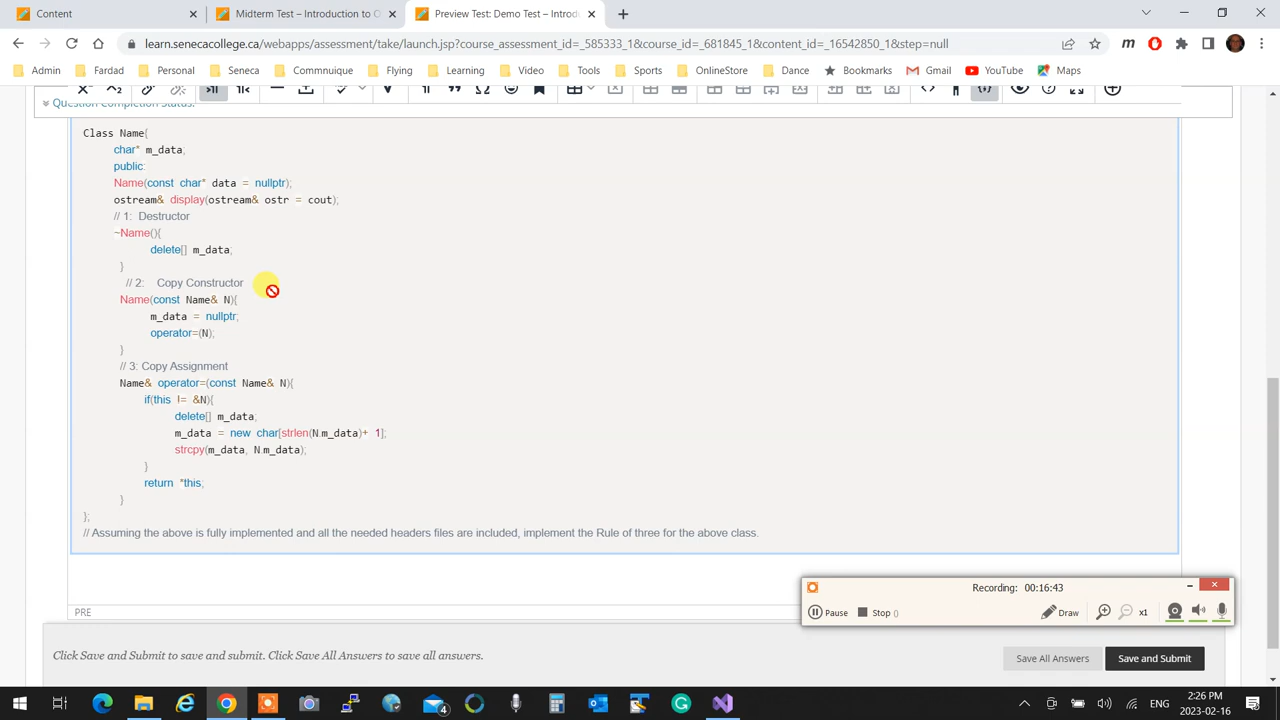 Content
Midterm Test – Introduction to O
Preview Test: Demo Test – Introd
learn.senecacollege.ca/webapps/assessment/take/launch.jsp?course_assessment_id=_585333_1&course_id=_681845_1&content_id=_16542850_1&step=null
Admin Fardad Personal Seneca Commnuique Flying Learning Video Tools Sports OnlineStore Dance Bookmarks Gmail YouTube Maps
Question Completion Status:
Class Name{
char* m_data;
public:
Name(const char* data = nullptr);
ostream& display(ostream& ostr = cout);
// 1: Destructor
~Name(){
delete[] m_data;
}
// 2: Copy Constructor
Name(const Name& N){
m_data = nullptr;
operator=(N);
}
// 3: Copy Assignment
Name& operator=(const Name& N){
if(this != &N){
delete[] m_data;
m_data = new char[strlen(N.m_data)+ 1];
strcpy(m_data, N.m_data);
}
return *this;
}
};
// Assuming the above is fully implemented and all the needed headers files are included, implement the Rule of three for the above class.
Recording: 00:16:43
Pause Stop () Draw x1
PRE
Click Save and Submit to save and submit. Click Save All Answers to save all answers.
Save All Answers Save and Submit
4
ENG
2:26 PM
2023-02-16